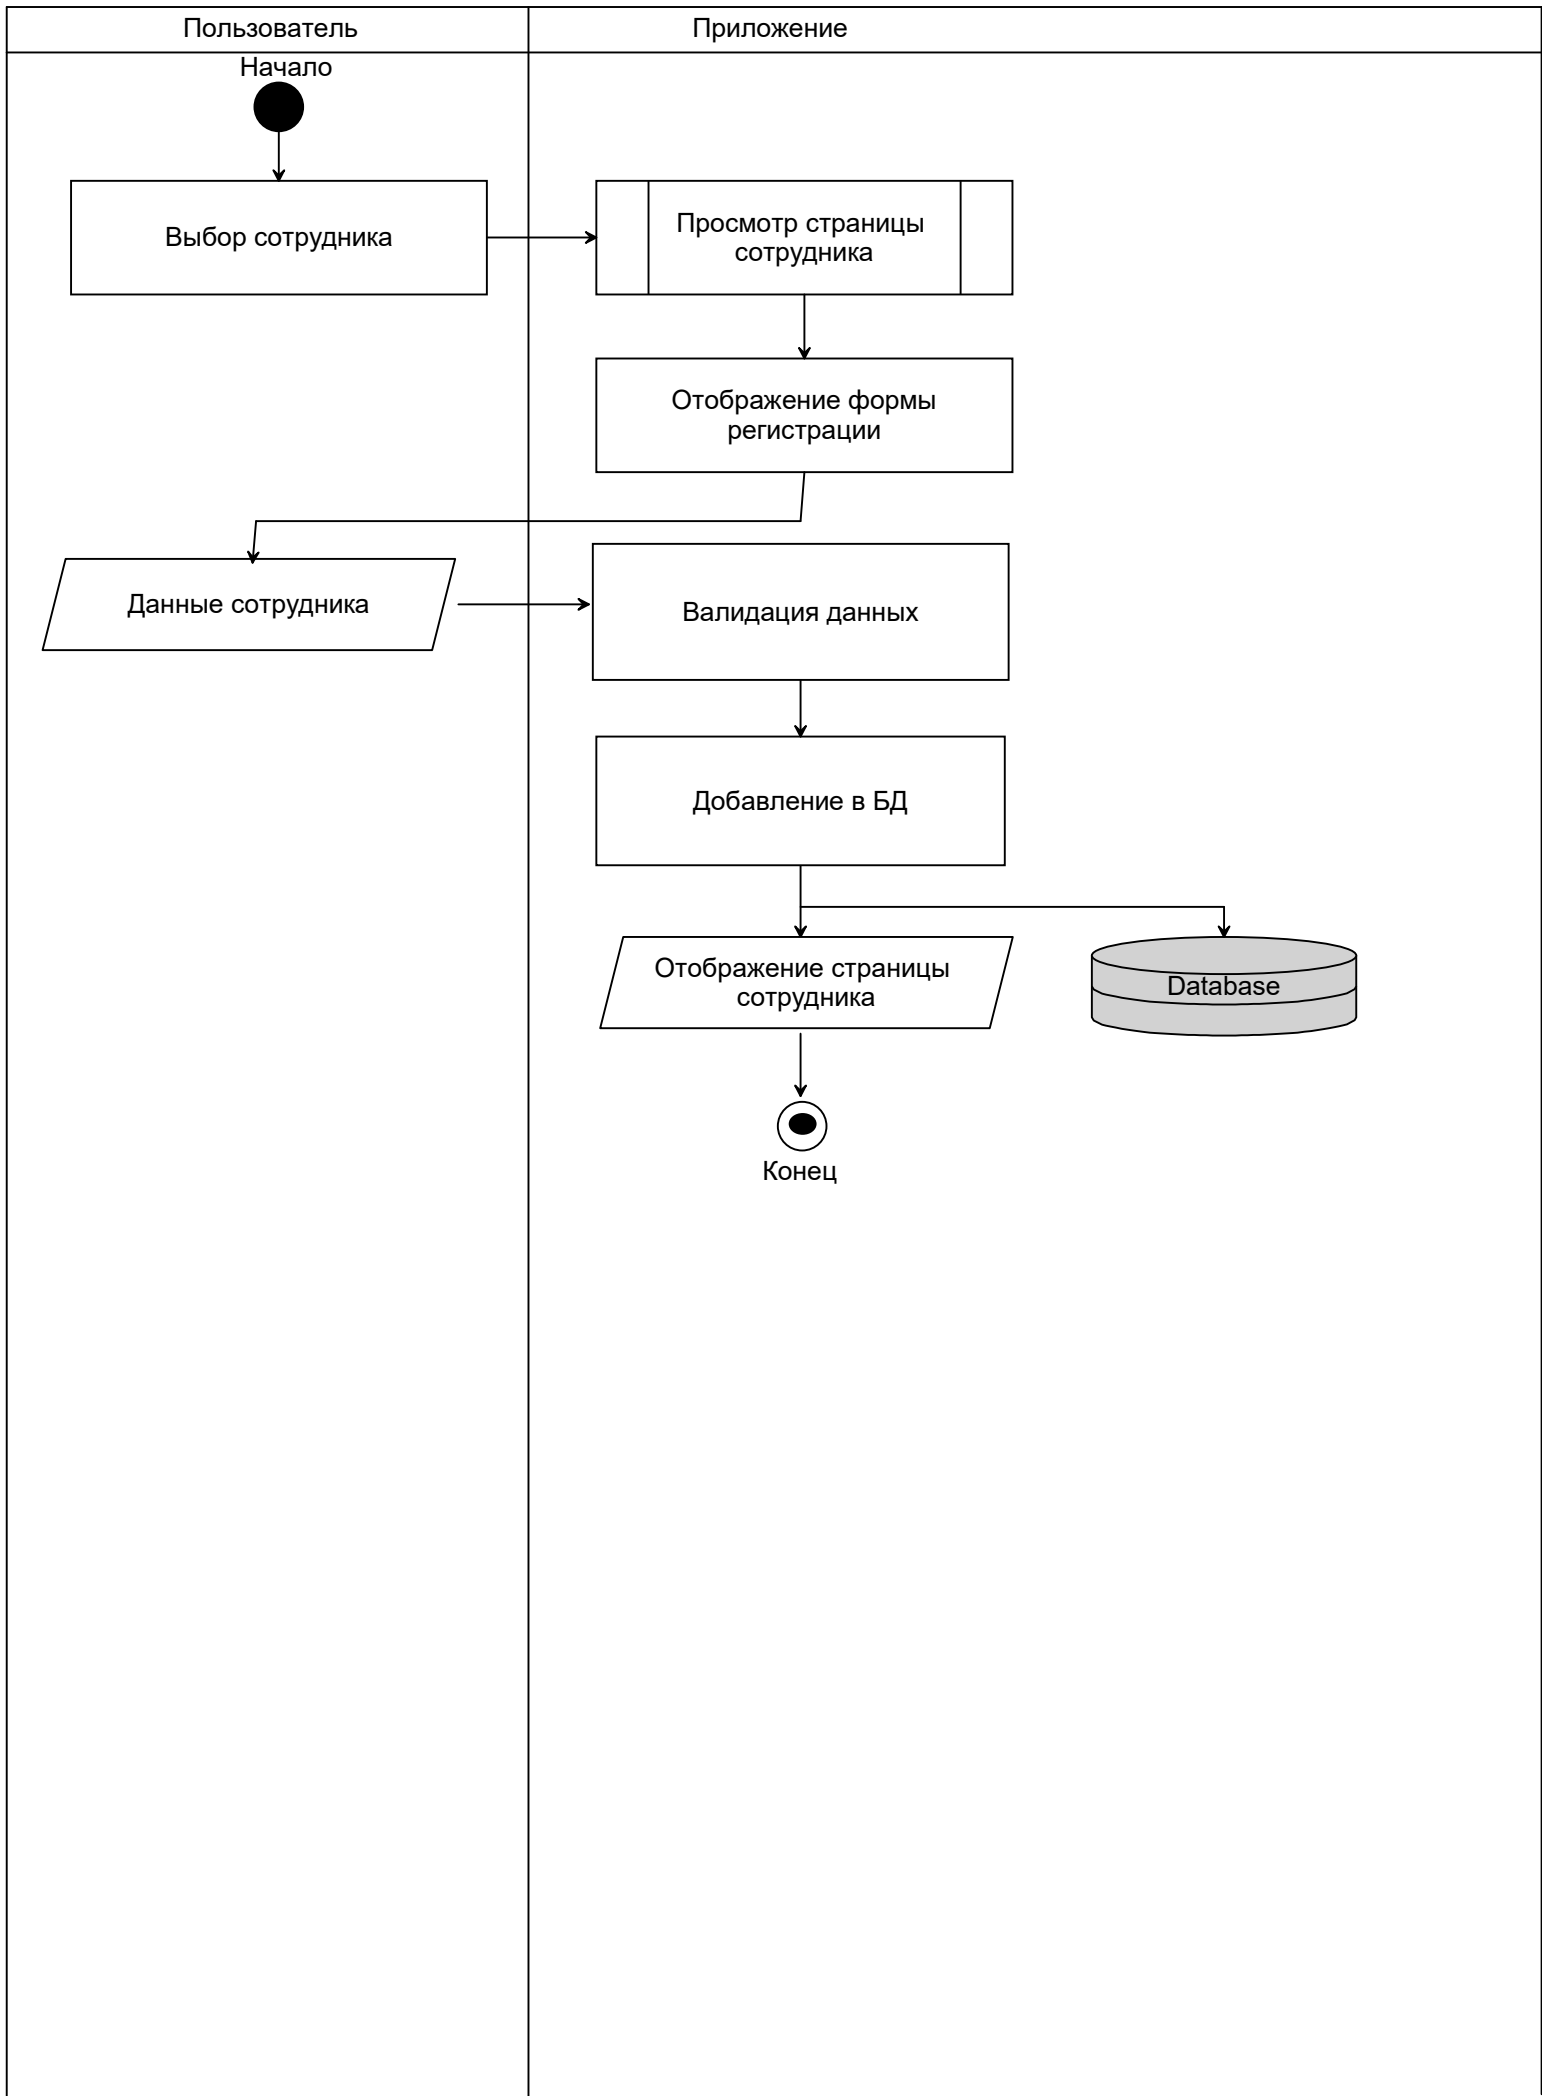 Пользователь
Приложение
Начало
Выбор сотрудника
Просмотр страницы
сотрудника
Отображение формы
регистрации
Данные сотрудника
Валидация данных
Добавление в БД
Отображение страницы
сотрудника
Database
Конец